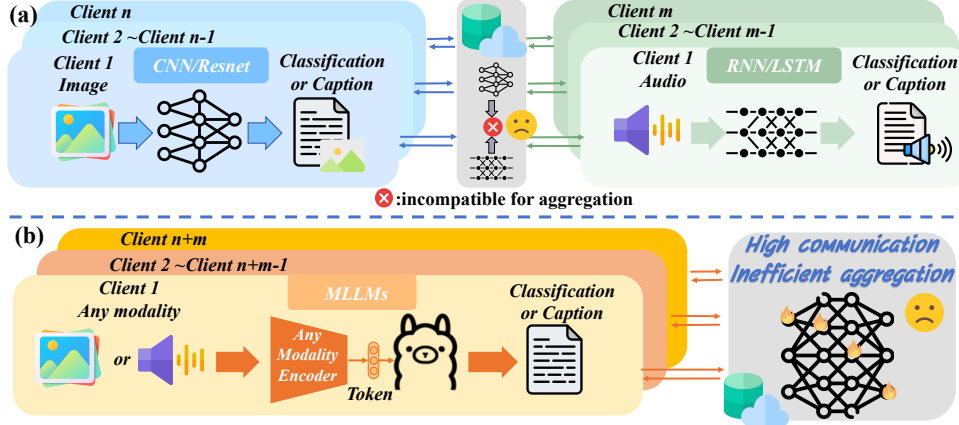 (a)
Client n
Client 2 ~Client n-1
Client 1
Image
CNN/Resnet
Classification
or Caption
Client m
Client 2 ~Client m-1
Client 1
Audio
RNN/LSTM
Classification
or Caption
:incompatible for aggregation
(b)
Client n+m
Client 2 ~Client n+m-1
Client 1
Any modality
or
MLLMs
Any
Modality
Encoder
Token
Classification
or Caption
High communication
Inefficient aggregation